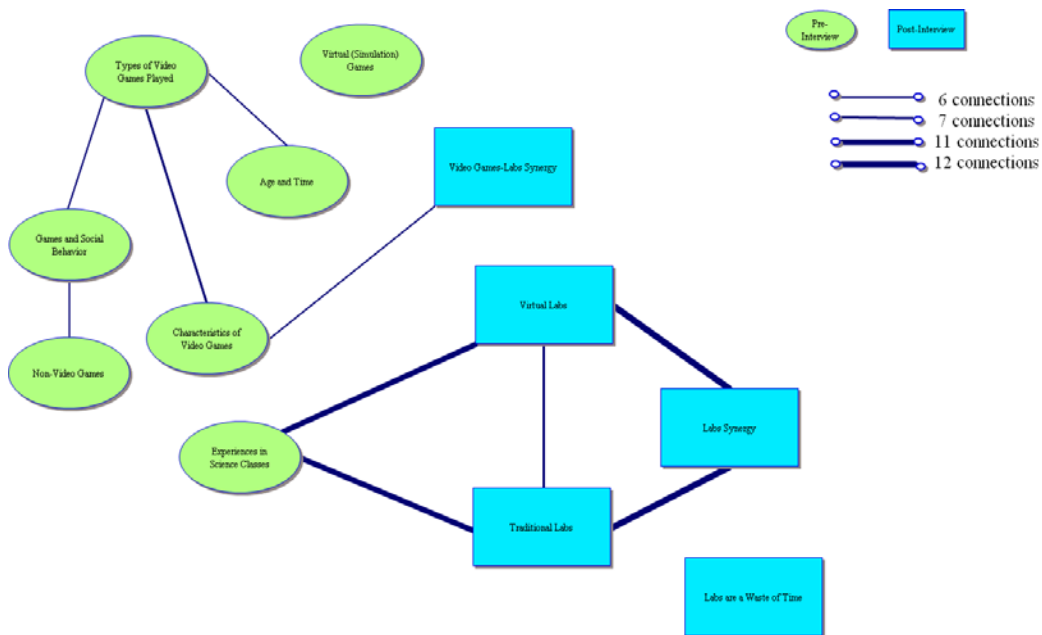 Types of Video
Games Played
Virtual (Simulation)
Games
Pre-
Interview
Post-Interview
6 connections
7 connections
11 connections
12 connections
Age and Time
Video Games-Labs Synergy
Games and Social
Behavior
Characteristics of
Video Games
Non-Video Games
Virtual Labs
Labs Synergy
Experiences in
Science Classes
Traditional Labs
Labs are a Waste of Time